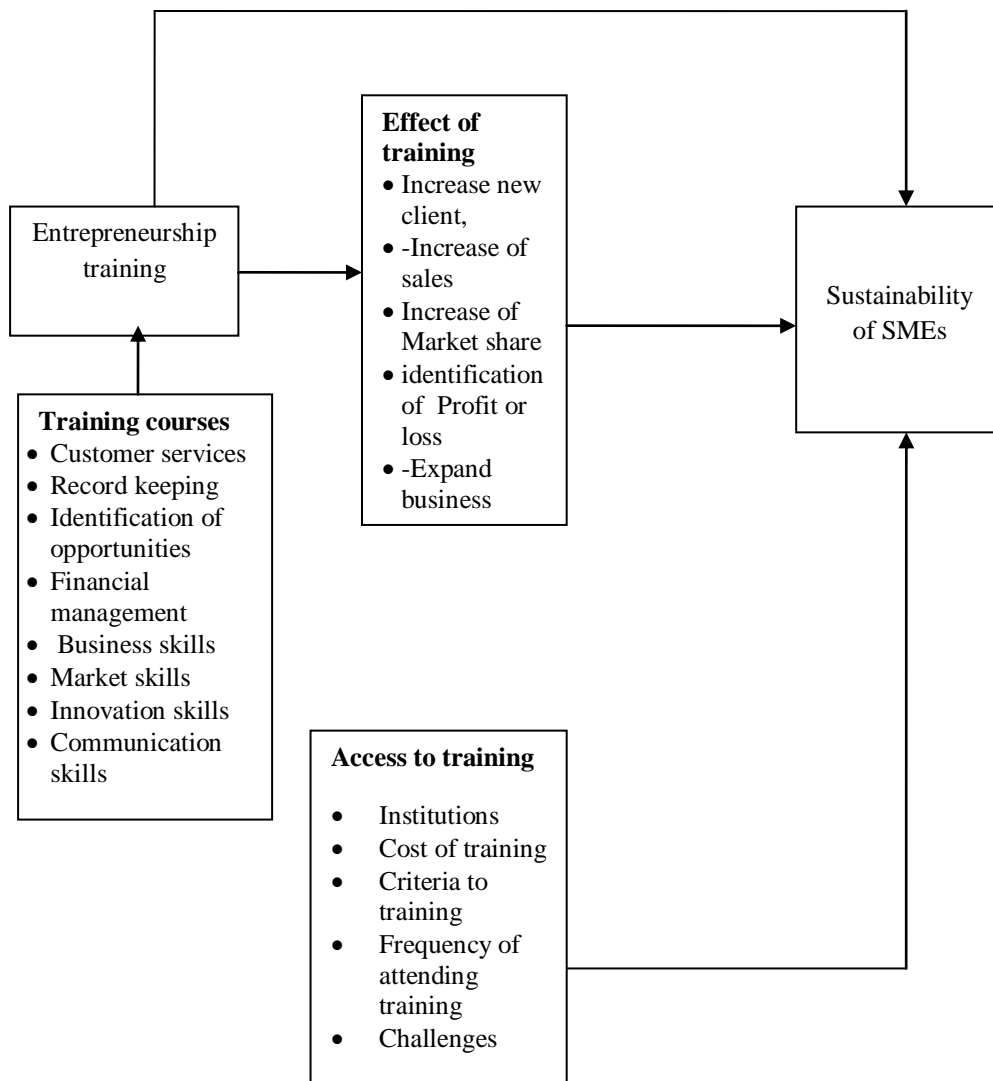 Entrepreneurship
training
Effect of
training
• Increase new
client,
• -Increase of
sales
• Increase of
Market share
• identification
of Profit or
loss
• -Expand
business
Sustainability
of SMEs
Training courses
• Customer services
• Record keeping
• Identification of
opportunities
• Financial
management
• Business skills
• Market skills
• Innovation skills
• Communication
skills
Access to training
• Institutions
• Cost of training
• Criteria to
training
• Frequency of
attending
training
• Challenges